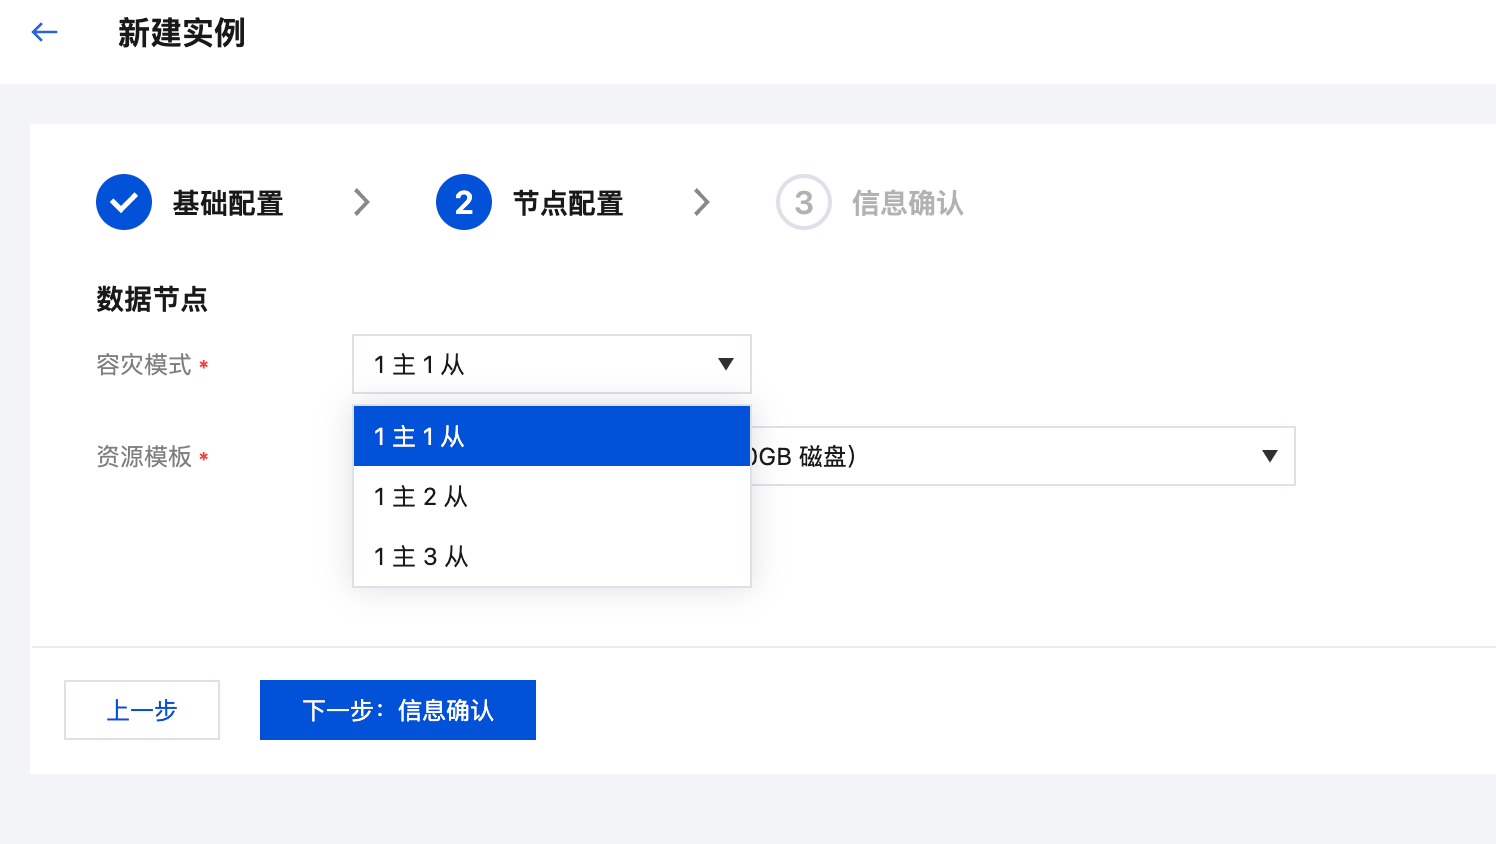 新建实例
基础配置
2 节点配置
3 信息确认
数据节点
容灾模式 *
1 主 1 从
1 主 1 从
资源模板 *
GB 磁盘）
1 主 2 从
1 主 3 从
上一步
下一步：信息确认